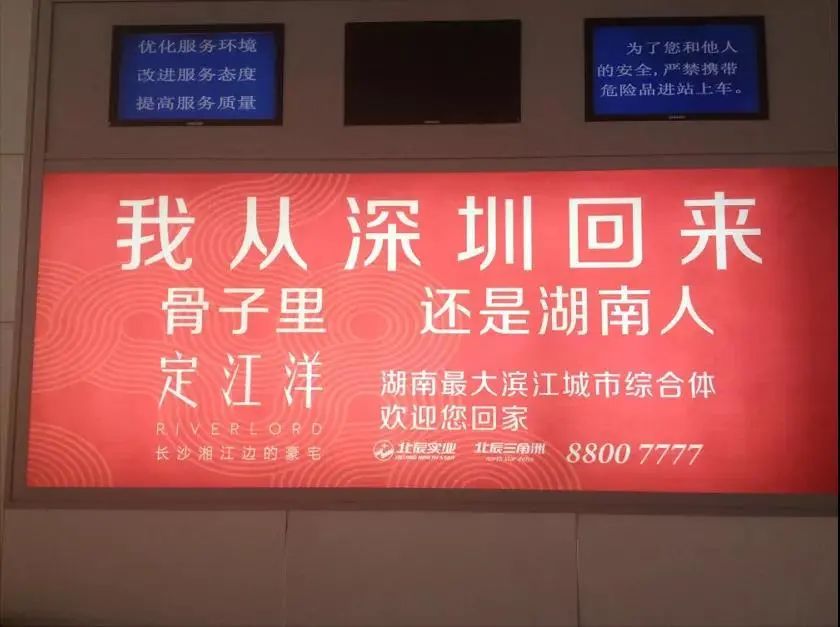 优化服务环境
改进服务态度
提高服务质量
为了您和他人
的安全,严禁携带
危险品进站上车。
我从深圳回来
骨子里 还是湖南人
定江洋
RIVERLORD
长沙湘江边的豪宅
湖南最大滨江城市综合体
欢迎您回家
北辰实业 北辰三角洲 8800 7777